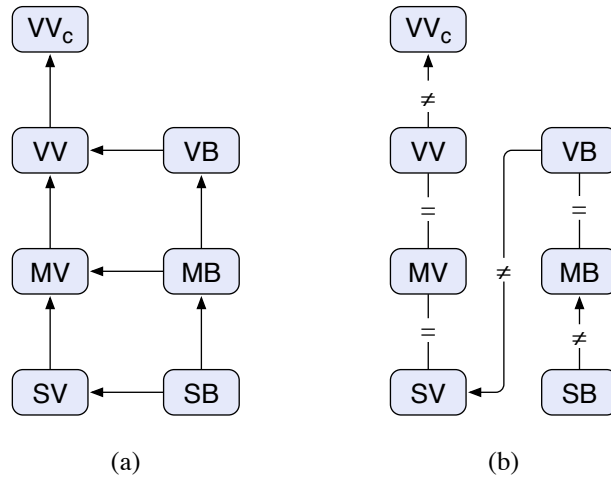 VVc
VV VB
MV MB
SV SB
(a)
VVc
≠
VV VB
=
=
MV ≠ MB
=
≠
SV SB
(b)